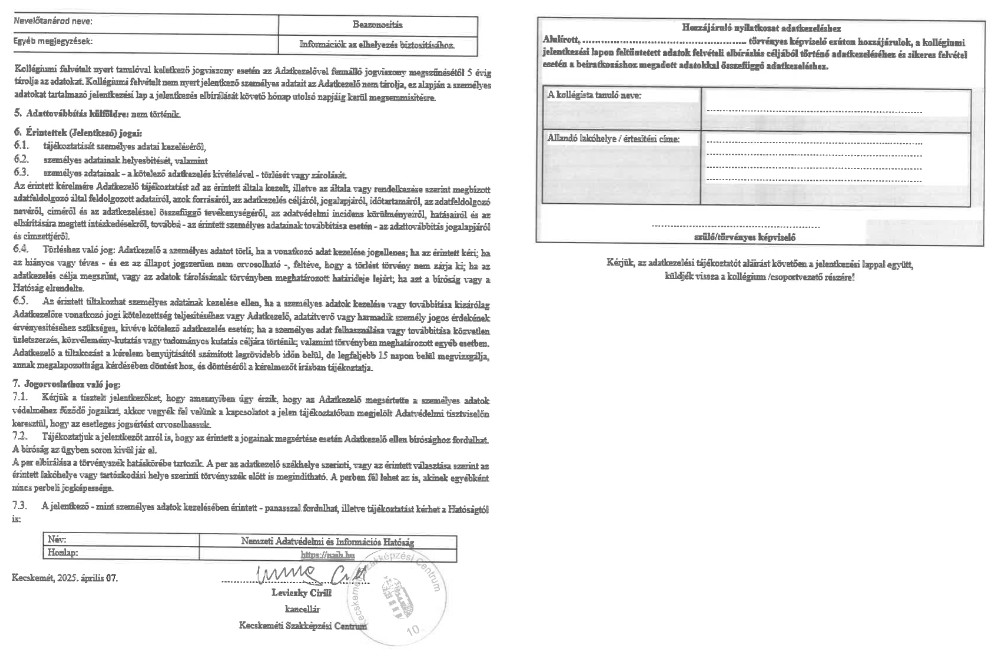 Nevelőtanárod neve: Beazonosítás
Egyéb megjegyzések: Információk az elhelyezés biztosításához.
Kollégiumi felvételt nyert tanulóval keletkező jogviszony esetén az Adatkezelővel fennálló jogviszony megszűnésétől 5 évig
tárolja az adatokat. Kollégiumi felvételt nem nyert jelentkező személyes adatait az Adatkezelő nem tárolja, ez alapján a személyes
adatokat tartalmazó jelentkezési lap a jelentkezés elbírálását követő hónap utolsó napjáig kerül megsemmisítésre.
5. Adattovábbítás külföldre: nem történik.
6. Érintettek (Jelentkező) jogai:
6.1. tájékoztatását személyes adatai kezeléséről,
6.2. személyes adatainak helyesbítését, valamint
6.3. személyes adatainak - a kötelező adatkezelés kivételével - törlését vagy zárolását.
Az érintett kérelmére Adatkezelő tájékoztatást ad az érintett általa kezelt, illetve az általa vagy rendelkezése szerint megbízott
adatfeldolgozó által feldolgozott adatairól, azok forrásáról, az adatkezelés céljáról, jogalapjáról, időtartamáról, az adatfeldolgozó
nevéről, címéről és az adatkezeléssel összefüggő tevékenységéről, az adatvédelmi incidens körülményeiről, hatásairól és az
elhárítására megtett intézkedésekről, továbbá - az érintett személyes adatainak továbbítása esetén - az adattovábbítás jogalapjáról
és címzettjéről.
6.4. Törléshez való jog: Adatkezelő a személyes adatot törli, ha a vonatkozó adat kezelése jogellenes; ha az érintett kéri; ha
az hiányos vagy téves - és ez az állapot jogszerűen nem orvosolható -, feltéve, hogy a törlést törvény nem zárja ki; ha az
adatkezelés célja megszűnt, vagy az adatok tárolásának törvényben meghatározott határideje lejárt; ha azt a bíróság vagy a
Hatóság elrendelte.
6.5. Az érintett tiltakozhat személyes adatának kezelése ellen, ha a személyes adatok kezelése vagy továbbítása kizárólag
Adatkezelőre vonatkozó jogi kötelezettség teljesítéséhez vagy Adatkezelő, adatátvevő vagy harmadik személy jogos érdekének
érvényesítéséhez szükséges, kivéve kötelező adatkezelés esetén; ha a személyes adat felhasználása vagy továbbítása közvetlen
üzletszerzés, közvélemény-kutatás vagy tudományos kutatás céljára történik; valamint törvényben meghatározott egyéb esetben.
Adatkezelő a tiltakozást a kérelem benyújtásától számított legrövidebb időn belül, de legfeljebb 15 napon belül megvizsgálja,
annak megalapozottsága kérdésében döntést hoz, és döntéséről a kérelmezőt írásban tájékoztatja.
7. Jogorvoslathoz való jog:
7.1. Kérjük a tisztelt jelentkezőket, hogy amennyiben úgy érzik, hogy az Adatkezelő megsértette a személyes adatok
védelméhez fűződő jogaikat, akkor vegyék fel velünk a kapcsolatot a jelen tájékoztatóban megjelölt Adatvédelmi tisztviselőn
keresztül, hogy az esetleges jogsértést orvosolhassuk.
7.2. Tájékoztatjuk a jelentkezőt arról is, hogy az érintett a jogainak megsértése esetén Adatkezelő ellen bírósághoz fordulhat.
A bíróság az ügyben soron kívül jár el.
A per elbírálása a törvényszék hatáskörébe tartozik. A per az adatkezelő székhelye szerinti, vagy az érintett választása szerint az
érintett lakóhelye vagy tartózkodási helye szerinti törvényszék előtt is megindítható. A perben fél lehet az is, akinek egyébként
nincs perbeli jogképessége.
7.3. A jelentkező - mint személyes adatok kezelésében érintett - panasszal fordulhat, illetve tájékoztatást kérhet a Hatóságtól
is:
Név: Nemzeti Adatvédelmi és Információs Hatóság
Honlap: https://naih.hu
Kecskemét, 2025. április 07.
Leviczky Cirill
kancellár
Kecskeméti Szakképzési Centrum
Kecskeméti Szakképzési Centrum
10
Hozzájáruló nyilatkozat adatkezeléshez
Alulírott, ............................................... törvényes képviselő ezúton hozzájárulok, a kollégiumi
jelentkezési lapon feltüntetett adatok felvételi elbírálás céljából történő adatkezeléséhez és sikeres felvétel
esetén a beiratkozáshoz megadott adatokkal összefüggő adatkezeléshez.
A kollégista tanuló neve:
Állandó lakóhelye / értesítési címe:
szülő/törvényes képviselő
Kérjük, az adatkezelési tájékoztatót aláírást követően a jelentkezési lappal együtt,
küldjék vissza a kollégium /csoportvezető részére!